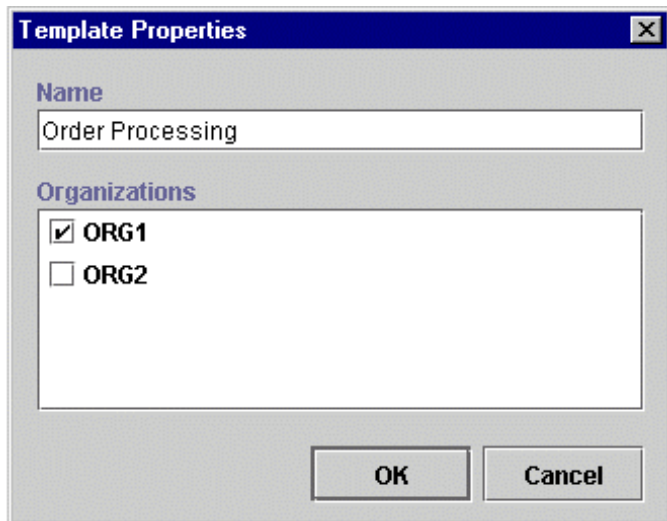 Template Properties
Name
Order Processing
Organizations
ORG1
ORG2
OK
Cancel